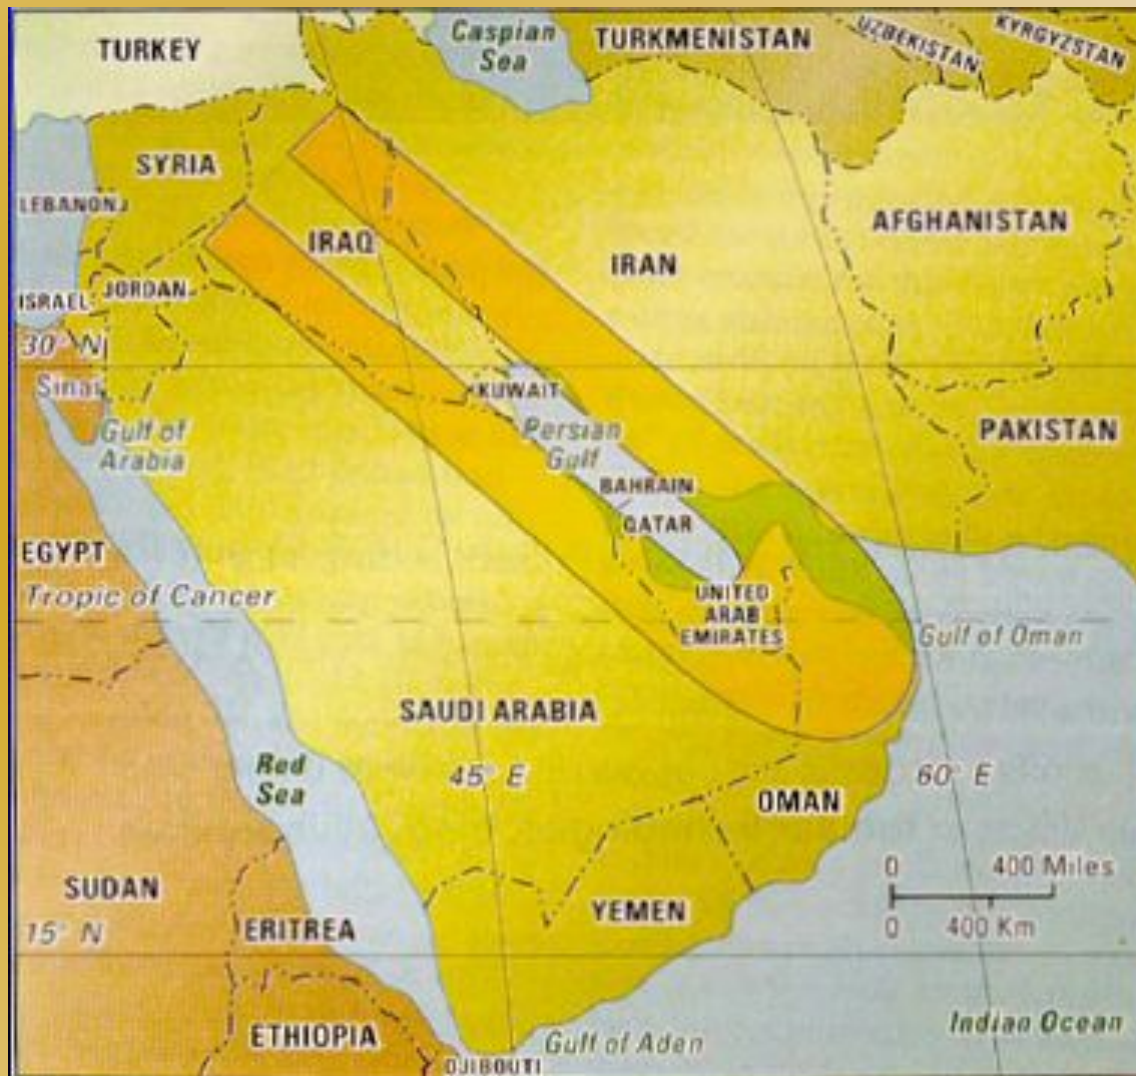 Caspian
Sea
TURKEY
TURKMENISTAN
UZBEKISTAN
KYRGYZSTAN
SYRIA
LEBANON
IRAQ
IRAN
AFGHANISTAN
ISRAEL
JORDAN
30° N
Sinai
KUWAIT
Persian
Gulf
PAKISTAN
Gulf of
Arabia
BAHRAIN
QATAR
EGYPT
Tropic of Cancer
UNITED
ARAB
EMIRATES
Gulf of Oman
SAUDI ARABIA
Red
Sea
45° E
60° E
OMAN
0 400 Miles
0 400 Km
SUDAN
ERITREA
YEMEN
15° N
ETHIOPIA
Gulf of Aden
Indian Ocean
DJIBOUTI